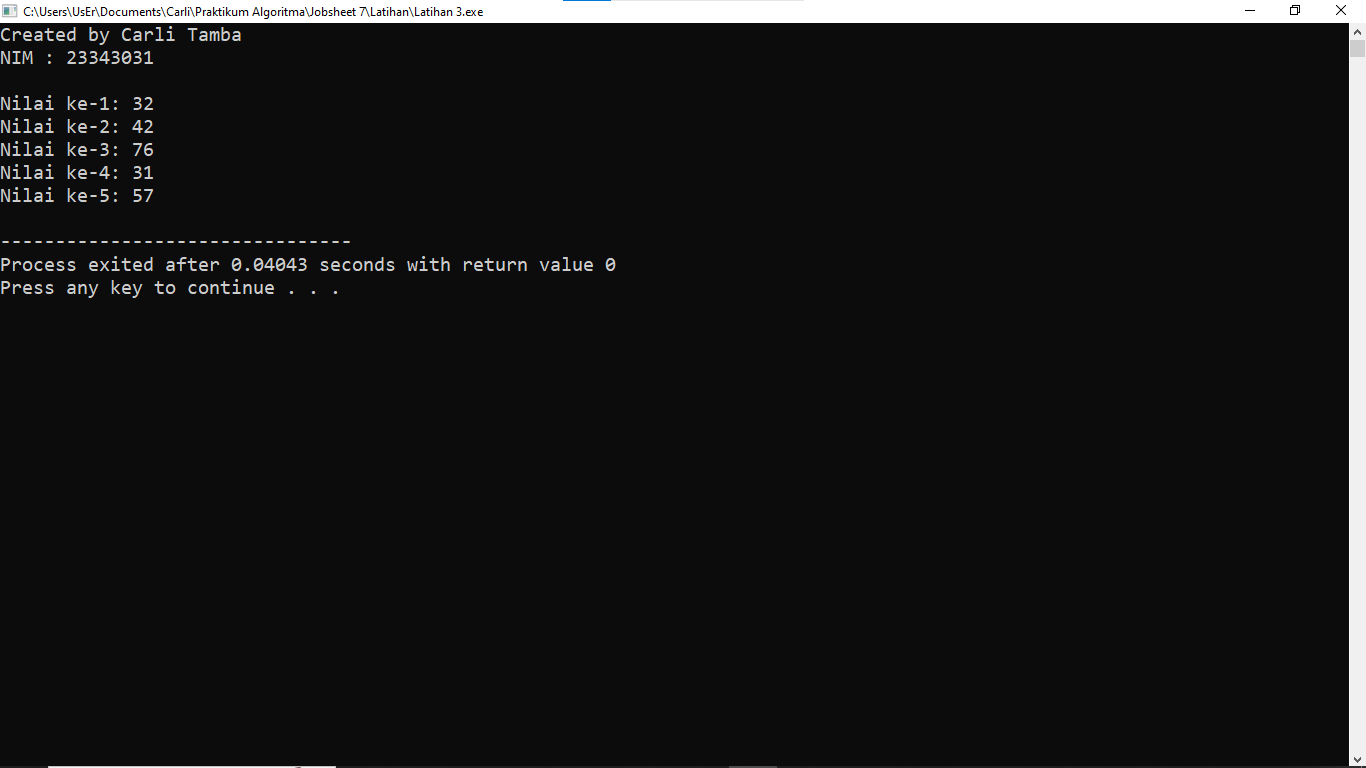 C:\Users\UsEr\Documents\Carli\Praktikum Algoritma\Jobsheet 7\Latihan\Latihan 3.exe
Created by Carli Tamba
NIM : 23343031
Nilai ke-1: 32
Nilai ke-2: 42
Nilai ke-3: 76
Nilai ke-4: 31
Nilai ke-5: 57
--------------------------------
Process exited after 0.04043 seconds with return value 0
Press any key to continue . . .